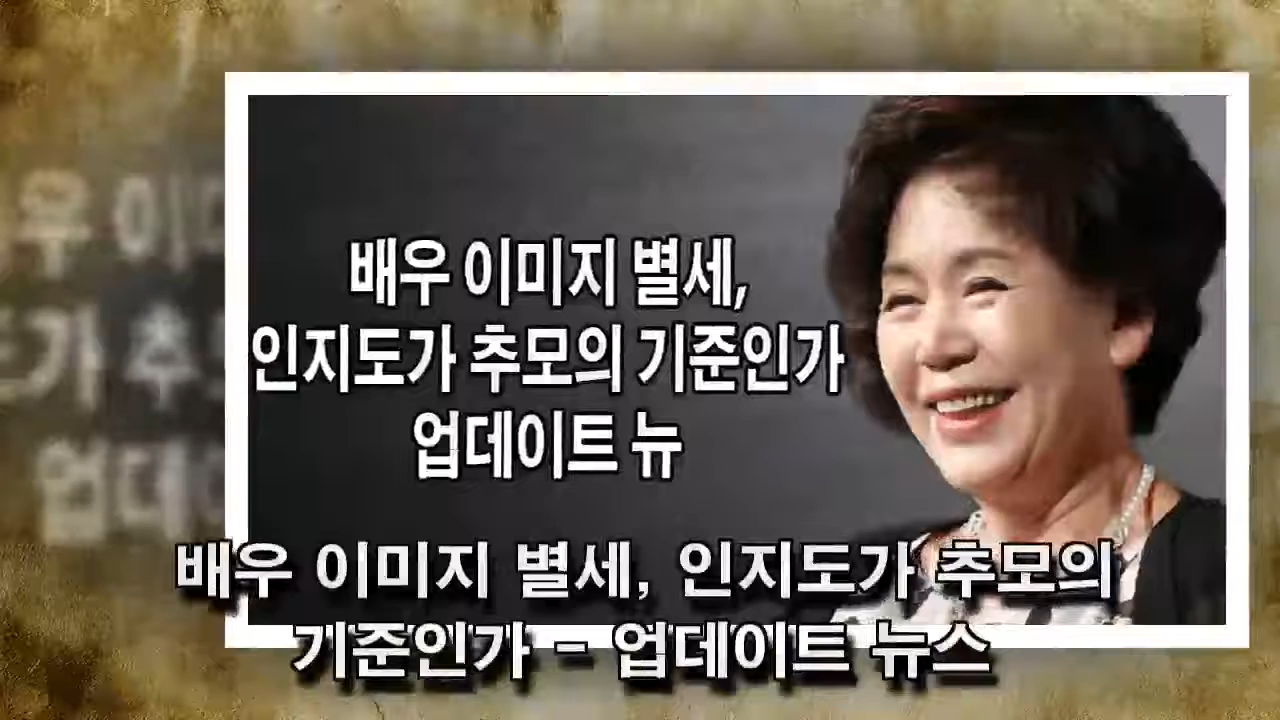 배우 이미지 별세,
인지도가 추모의 기준인가
업데이트 뉴
배우 이미지 별세, 인지도가 추모의
기준인가 - 업데이트 뉴스